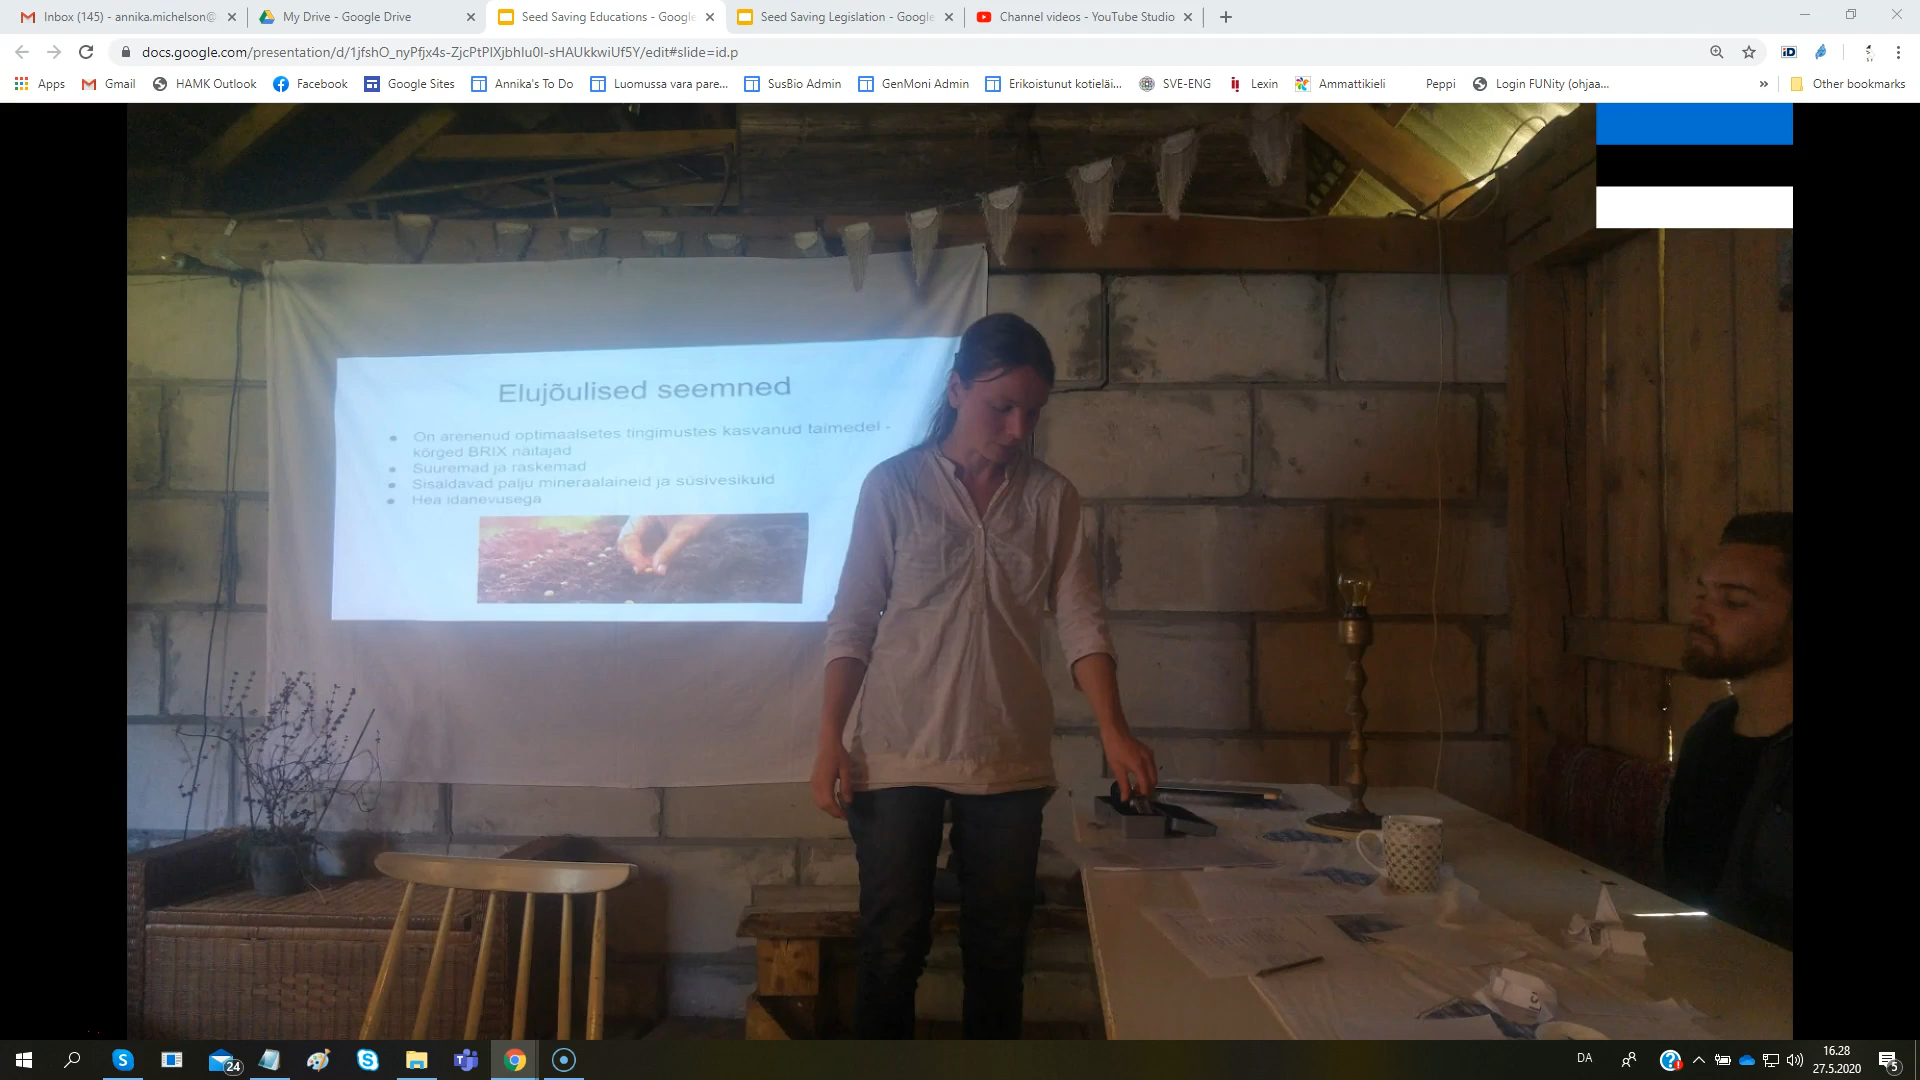 Inbox (145) - annika.michelson@
My Drive - Google Drive
Seed Saving Educations - Google
Seed Saving Legislation - Google
Channel videos - YouTube Studio
docs.google.com/presentation/d/1jfshO_nyPfjx4s-ZjcPtPIXjbhIu0l-sHAUkkwiUf5Y/edit#slide=id.p
Apps
Gmail
HAMK Outlook
Facebook
Google Sites
Annika's To Do
Luomussa vara pare...
SusBio Admin
GenMoni Admin
Erikoistunut kotieläi...
SVE-ENG
Lexin
Ammattikieli
Peppi
Login FUNity (ohjaa...
»
Other bookmarks
Elujõulised seemned
• On arenenud optimaalsetes tingimustes kasvanud taimedel -
kõrged BRIX näitajad
• Suuremad ja raskemad
• Sisaldavad palju mineraalaineid ja süsivesikuid
• Hea idanevusega
24
DA
16.28
27.5.2020
5